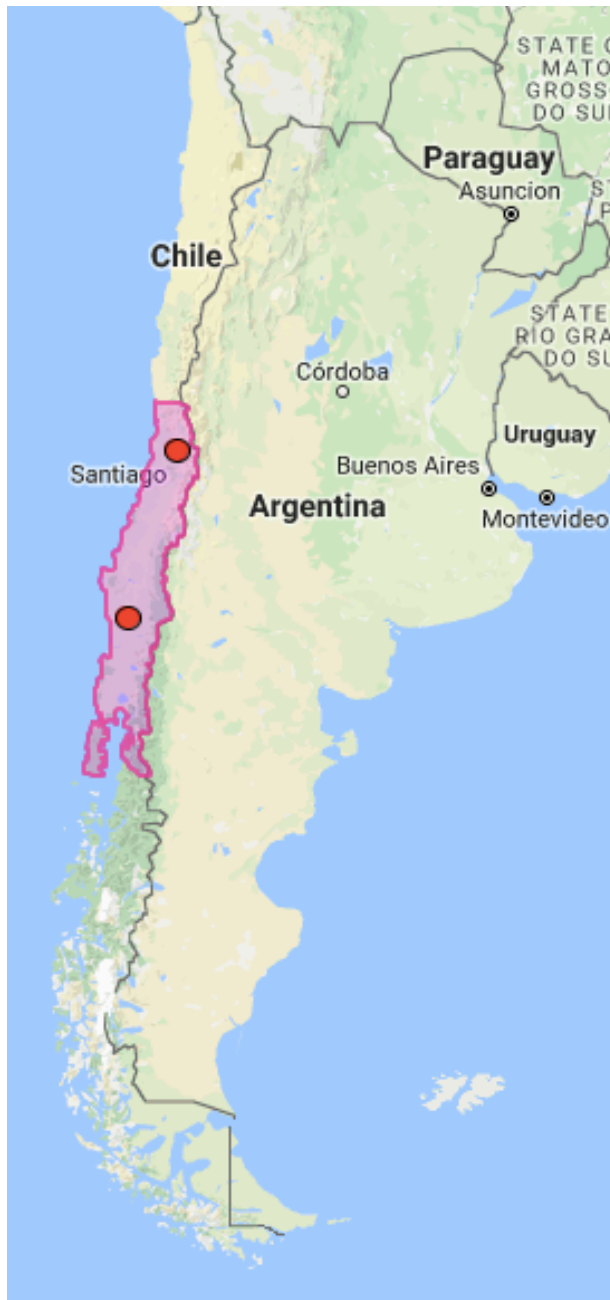 STATE
MATO
GROSS
DO SU
Paraguay
Asuncion
Chile
STATE
RIO GRA
DO SU
Córdoba
Uruguay
Buenos Aires
Santiago
Argentina
Montevideo